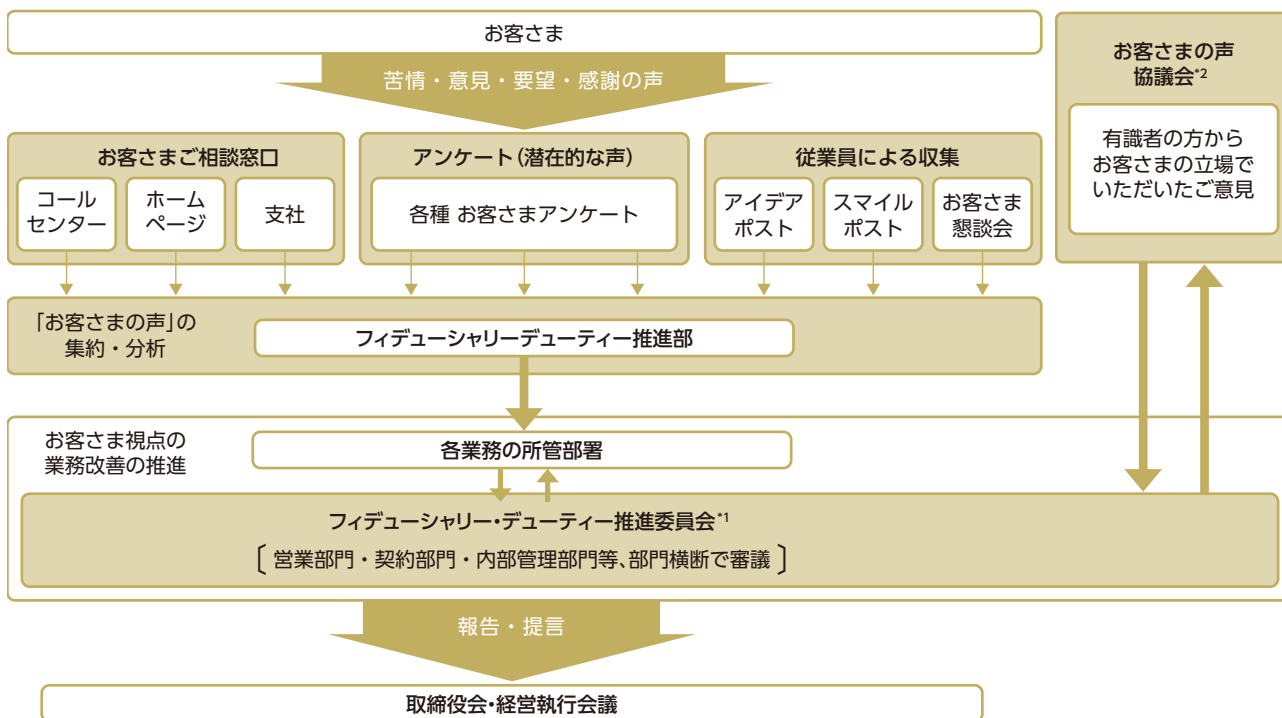 お客さま
苦情・意見・要望・感謝の声
お客さまの声
協議会*2
有識者の方から
お客さまの立場で
いただいたご意見
お客さまご相談窓口
コール
センター
ホーム
ページ
支社
アンケート(潜在的な声)
各種 お客さまアンケート
従業員による収集
アイデア
ポスト
スマイル
ポスト
お客さま
懇談会
「お客さまの声」の
集約・分析
フィデューシャリーデューティー推進部
お客さま視点の
業務改善の推進
各業務の所管部署
フィデューシャリー・デューティー推進委員会*1
〔営業部門・契約部門・内部管理部門等、部門横断で審議〕
報告・提言
取締役会・経営執行会議